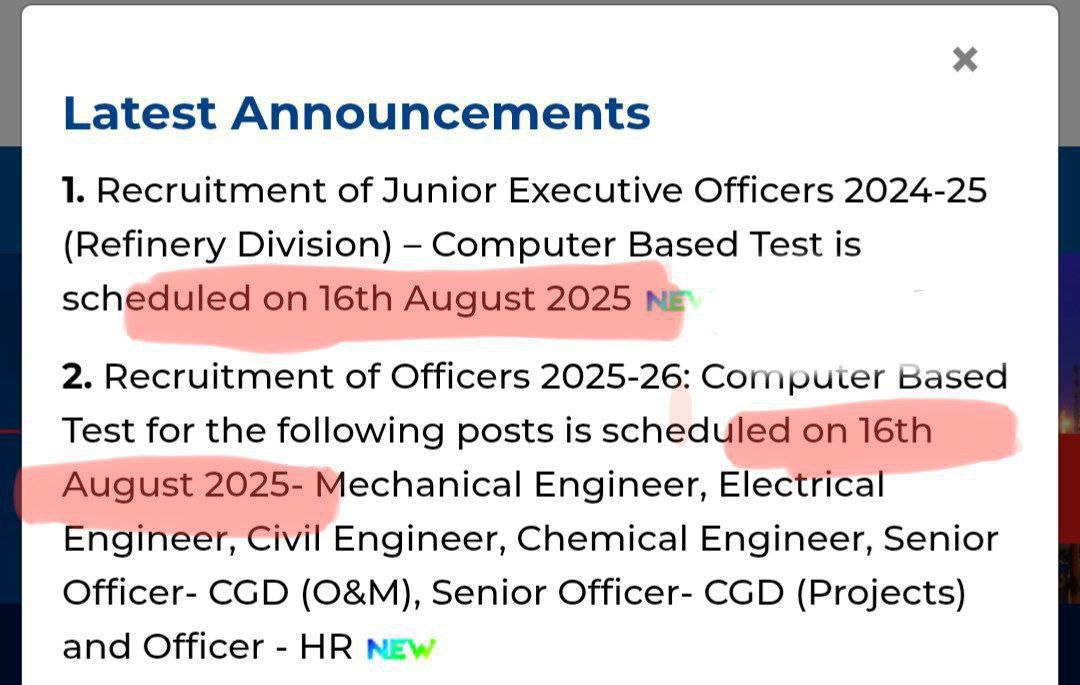 ×
Latest Announcements
1. Recruitment of Junior Executive Officers 2024-25
(Refinery Division) – Computer Based Test is
scheduled on 16th August 2025 NEW
2. Recruitment of Officers 2025-26: Computer Based
Test for the following posts is scheduled on 16th
August 2025- Mechanical Engineer, Electrical
Engineer, Civil Engineer, Chemical Engineer, Senior
Officer- CGD (O&M), Senior Officer- CGD (Projects)
and Officer - HR NEW